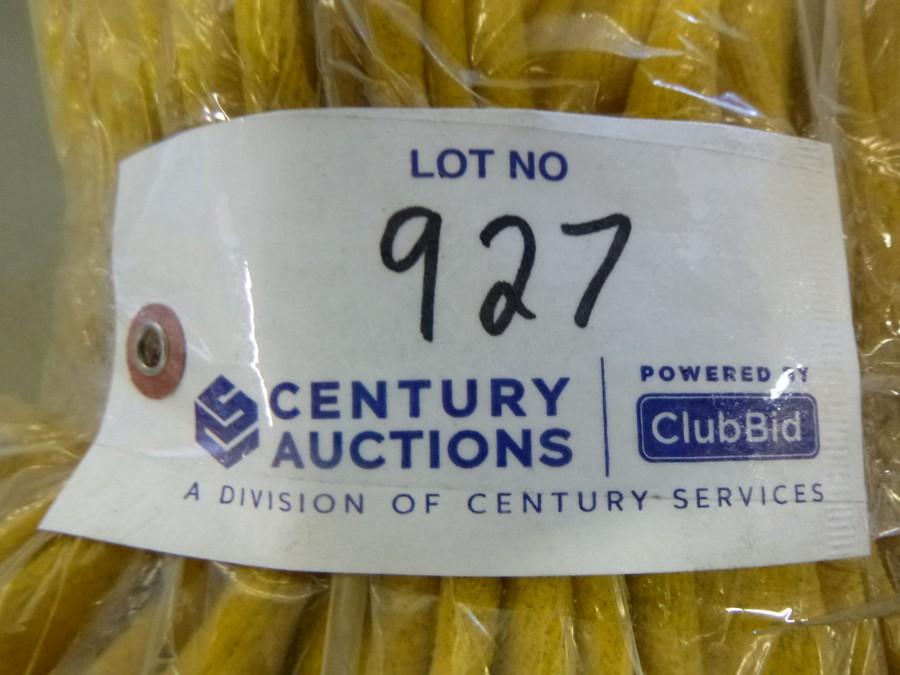 LOT NO
927
CENTURY AUCTIONS
POWERED BY
ClubBid
A DIVISION OF CENTURY SERVICES